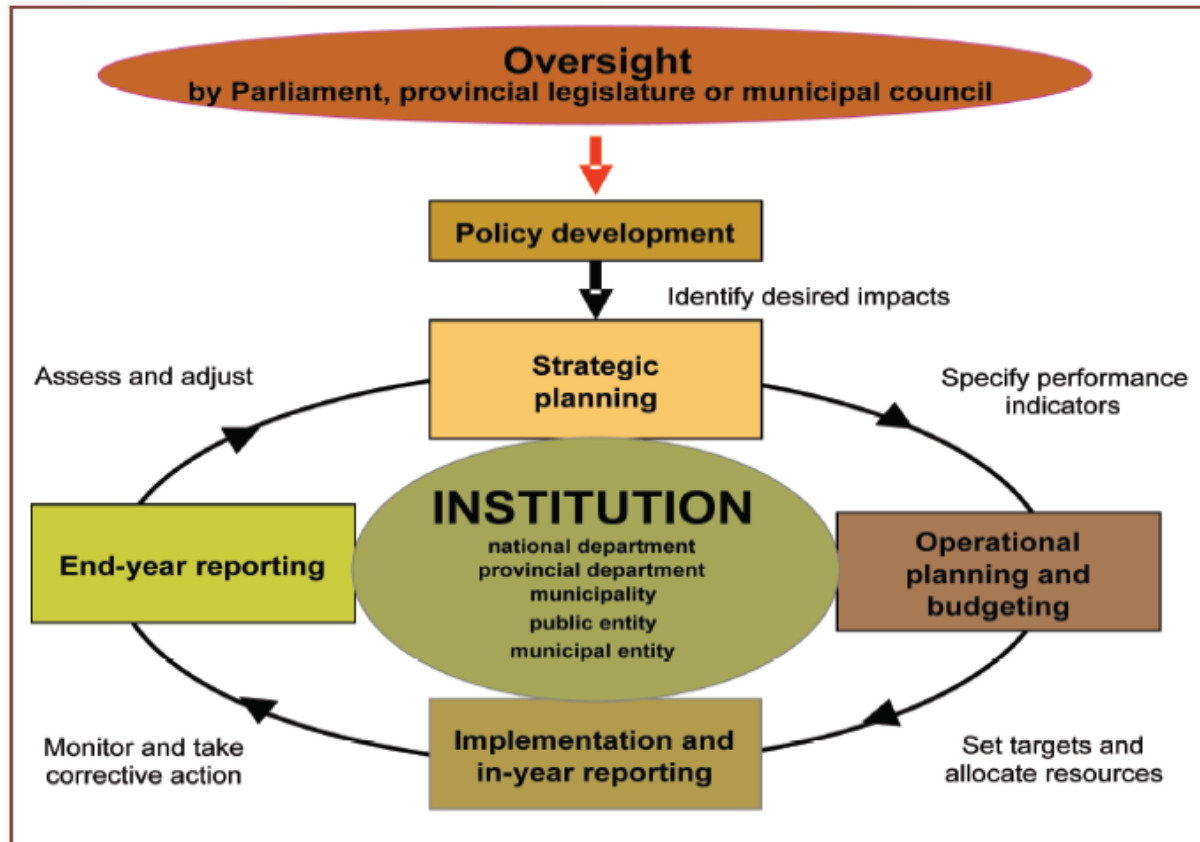 Oversight
by Parliament, provincial legislature or municipal council
Policy development
Identify desired impacts
Strategic
planning
Assess and adjust
Specify performance
indicators
INSTITUTION
national department
provincial department
municipality
public entity
municipal entity
End-year reporting
Operational
planning and
budgeting
Implementation and
in-year reporting
Monitor and take
corrective action
Set targets and
allocate resources